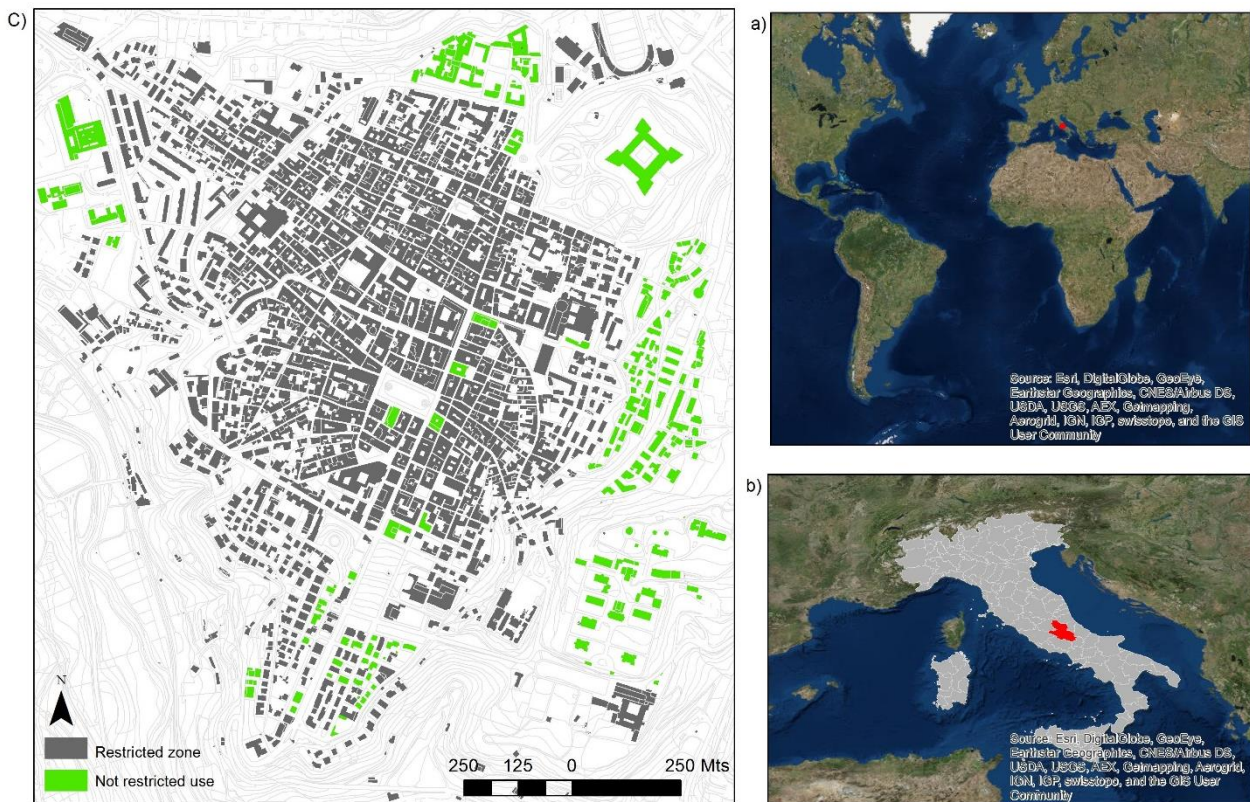 C)
N
Restricted zone
Not restricted use
250 125 0 250 Mts
a)
Source: Esri, DigitalGlobe, GeoEye,
Earthstar Geographics, CNES/Airbus DS,
USDA, USGS, AEX, Getmapping,
Aerogrid, IGN, IGP, swisstopo, and the GIS
User Community
b)
Source: Esri, DigitalGlobe, GeoEye,
Earthstar Geographics, CNES/Airbus DS,
USDA, USGS, AEX, Getmapping, Aerogrid,
IGN, IGP, swisstopo, and the GIS User
Community